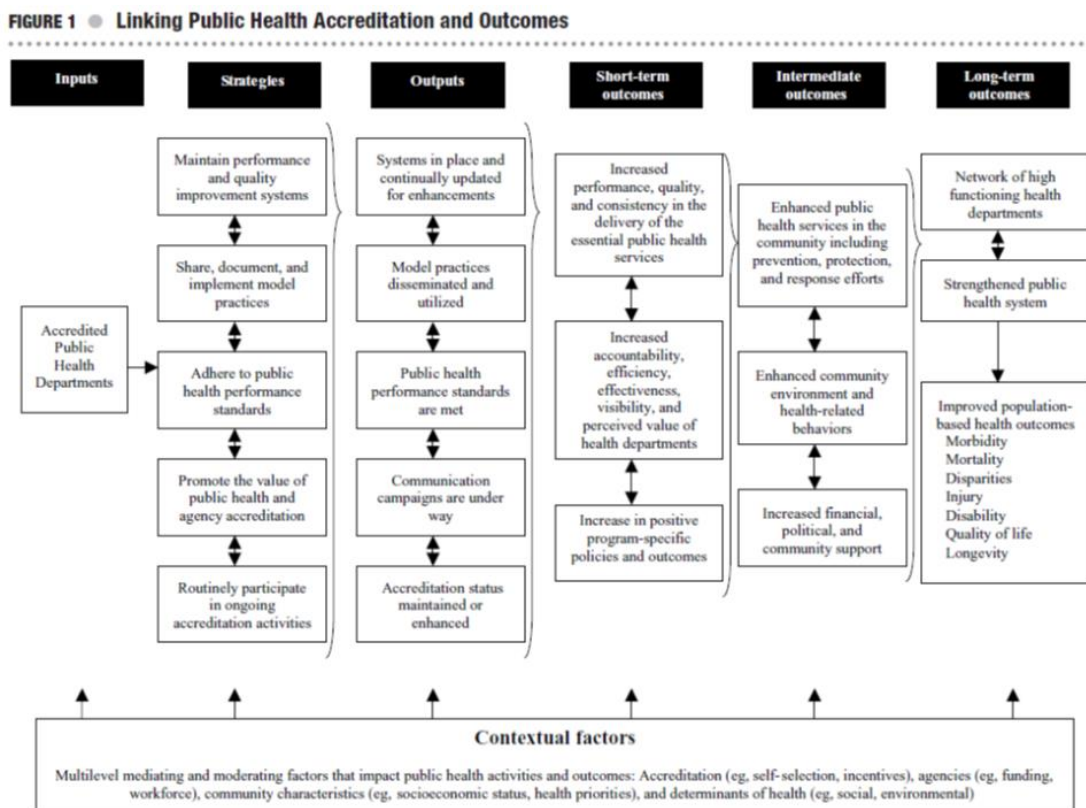 FIGURE 1 ● Linking Public Health Accreditation and Outcomes
Inputs
Strategies
Outputs
Short-term
outcomes
Intermediate
outcomes
Long-term
outcomes
Accredited
Public
Health
Departments
Maintain performance
and quality
improvement systems
Share, document, and
implement model
practices
Adhere to public
health performance
standards
Promote the value of
public health and
agency accreditation
Routinely participate
in ongoing
accreditation activities
Systems in place and
continually updated
for enhancements
Model practices
disseminated and
utilized
Public health
performance standards
are met
Communication
campaigns are under
way
Accreditation status
maintained or
enhanced
Increased
performance, quality,
and consistency in the
delivery of the
essential public health
services
Increased
accountability,
efficiency,
effectiveness,
visibility, and
perceived value of
health departments
Increase in positive
program-specific
policies and outcomes
Enhanced public
health services in the
community including
prevention, protection,
and response efforts
Enhanced community
environment and
health-related
behaviors
Increased financial,
political, and
community support
Network of high
functioning health
departments
Strengthened public
health system
Improved population-
based health outcomes
Morbidity
Mortality
Disparities
Injury
Disability
Quality of life
Longevity
Contextual factors
Multilevel mediating and moderating factors that impact public health activities and outcomes: Accreditation (eg, self-selection, incentives), agencies (eg, funding,
workforce), community characteristics (eg, socioeconomic status, health priorities), and determinants of health (eg, social, environmental)